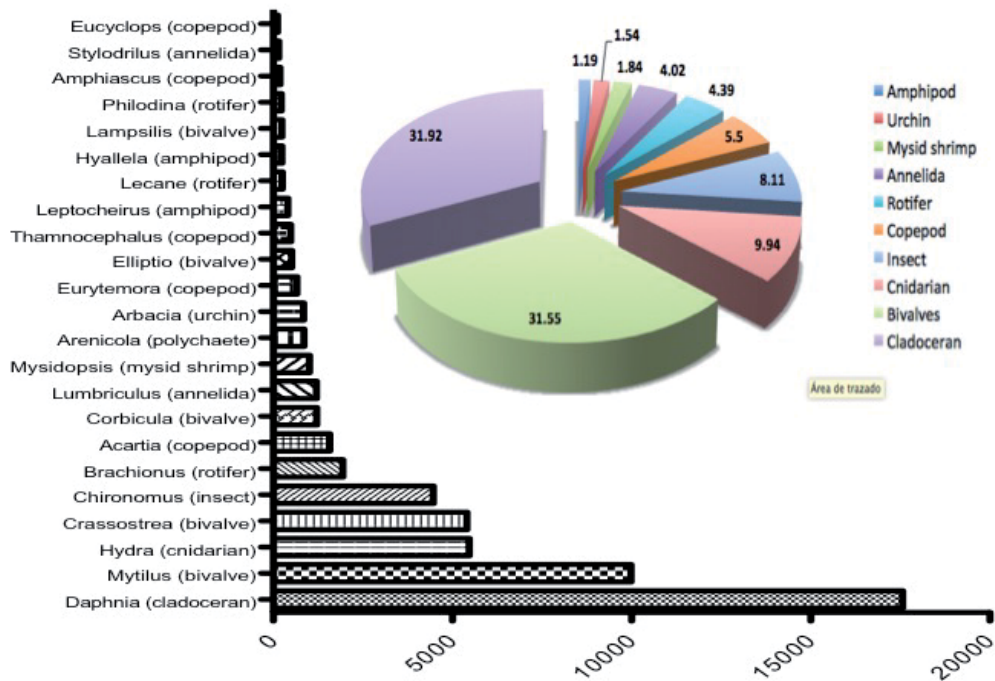 Eucyclops (copepod)
Stylodrilus (annelida)
Amphiascus (copepod)
Philodina (rotifer)
Lampsilis (bivalve)
Hyallela (amphipod)
Lecane (rotifer)
Leptocheirus (amphipod)
Thamnocephalus (copepod)
Elliptio (bivalve)
Eurytemora (copepod)
Arbacia (urchin)
Arenicola (polychaete)
Mysidopsis (mysid shrimp)
Lumbriculus (annelida)
Corbicula (bivalve)
Acartia (copepod)
Brachionus (rotifer)
Chironomus (insect)
Crassostrea (bivalve)
Hydra (cnidarian)
Mytilus (bivalve)
Daphnia (cladoceran)
0
5000
10000
15000
20000
1.19
1.54
1.84
4.02
4.39
5.5
8.11
9.94
31.55
31.92
Amphipod
Urchin
Mysid shrimp
Annelida
Rotifer
Copepod
Insect
Cnidarian
Bivalves
Cladoceran
Área de trazado